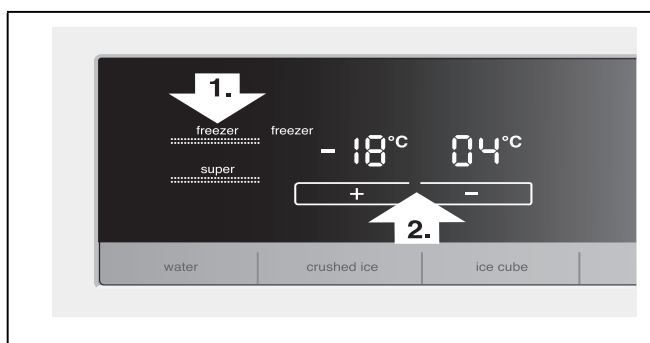 1.
freezer freezer
super
- 18°C 04°C
+ −
2.
water crushed ice ice cube